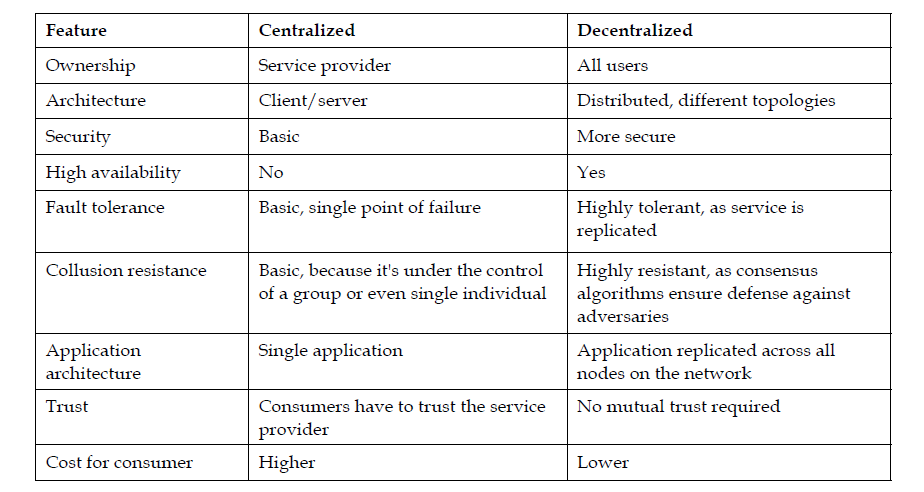 Feature Centralized Decentralized
Ownership Service provider All users
Architecture Client/server Distributed, different topologies
Security Basic More secure
High availability No Yes
Fault tolerance Basic, single point of failure Highly tolerant, as service is
replicated
Collusion resistance Basic, because it's under the control Highly resistant, as consensus
of a group or even single individual algorithms ensure defense against
adversaries
Application Single application Application replicated across all
architecture nodes on the network
Trust Consumers have to trust the service No mutual trust required
provider
Cost for consumer Higher Lower